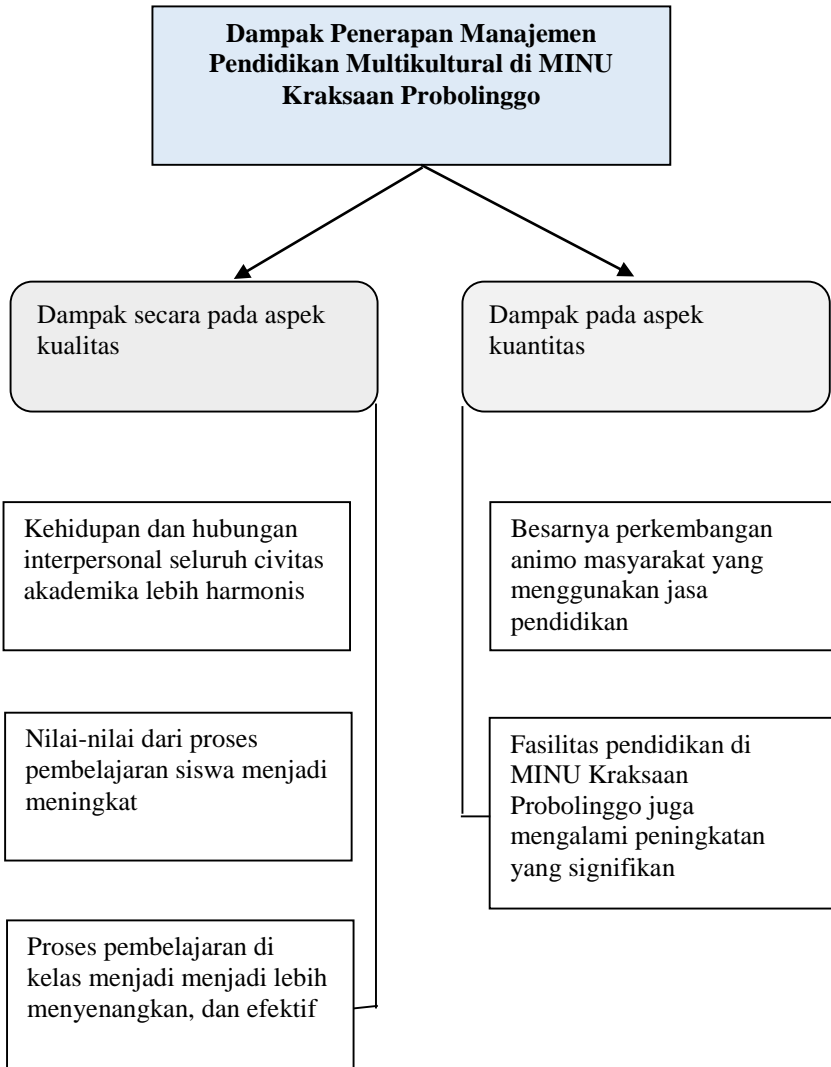 Dampak Penerapan Manajemen
Pendidikan Multikultural di MINU
Kraksaan Probolinggo
Dampak secara pada aspek
kualitas
Kehidupan dan hubungan
interpersonal seluruh civitas
akademika lebih harmonis
Nilai-nilai dari proses
pembelajaran siswa menjadi
meningkat
Proses pembelajaran di
kelas menjadi menjadi lebih
menyenangkan, dan efektif
Dampak pada aspek
kuantitas
Besarnya perkembangan
animo masyarakat yang
menggunakan jasa
pendidikan
Fasilitas pendidikan di
MINU Kraksaan
Probolinggo juga
mengalami peningkatan
yang signifikan